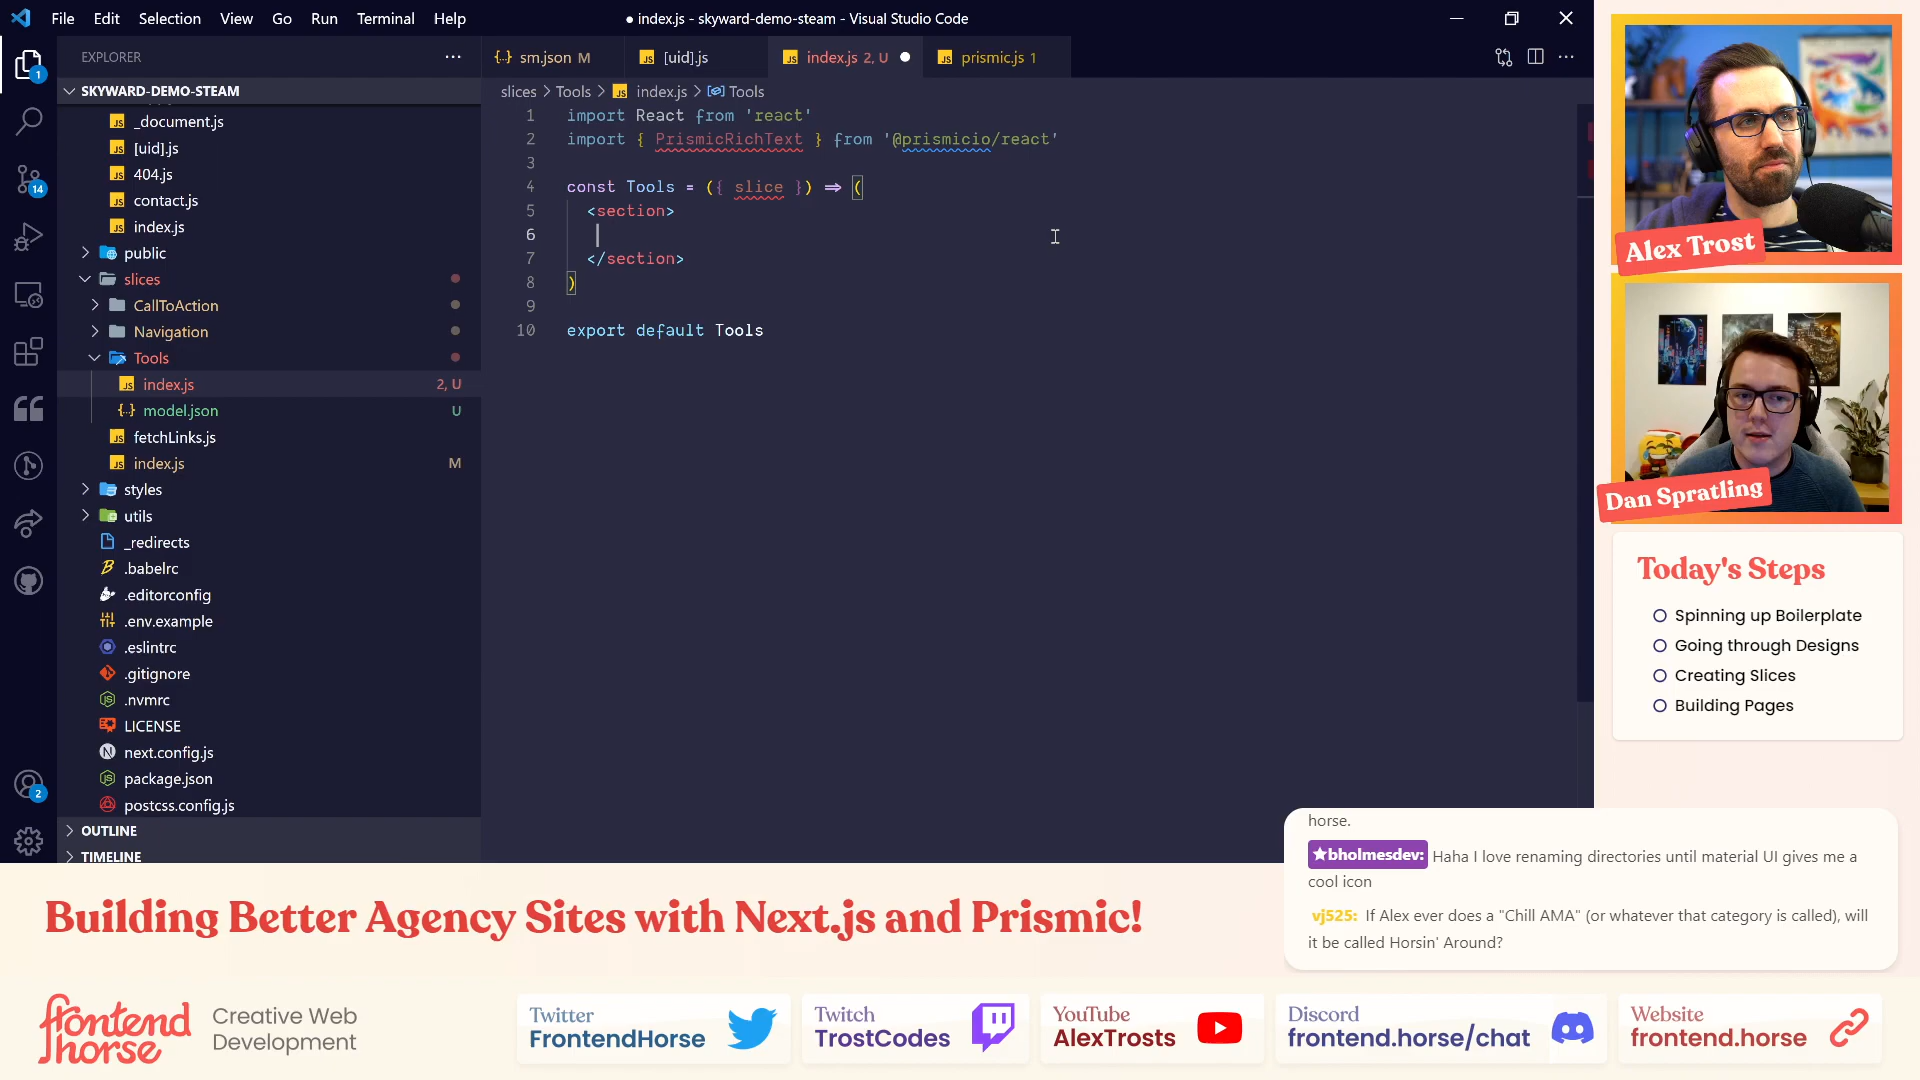 File Edit Selection View Go Run Terminal Help
● index.js - skyward-demo-steam - Visual Studio Code
EXPLORER
SKYWARD-DEMO-STEAM
_document.js
[uid].js
404.js
contact.js
index.js
public
slices
CallToAction
Navigation
Tools
index.js 2, U
model.json U
fetchLinks.js
index.js M
styles
utils
_redirects
.babelrc
.editorconfig
.env.example
.eslintrc
.gitignore
.nvmrc
LICENSE
next.config.js
package.json
postcss.config.js
OUTLINE
TIMELINE
1
14
2
sm.json M
[uid].js
index.js 2, U
prismic.js 1
slices > Tools > index.js > Tools
1 import React from 'react'
2 import { PrismicRichText } from '@prismicio/react'
3
4 const Tools = ({ slice }) => (
5 <section>
6
7 </section>
8 )
9
10 export default Tools
Alex Trost
Dan Spratling
Today's Steps
Spinning up Boilerplate
Going through Designs
Creating Slices
Building Pages
horse.
★bholmesdev: Haha I love renaming directories until material UI gives me a
cool icon
vj525: If Alex ever does a "Chill AMA" (or whatever that category is called), will
it be called Horsin' Around?
Building Better Agency Sites with Next.js and Prismic!
frontend
horse
Creative Web
Development
Twitter
FrontendHorse
Twitch
TrostCodes
YouTube
AlexTrosts
Discord
frontend.horse/chat
Website
frontend.horse